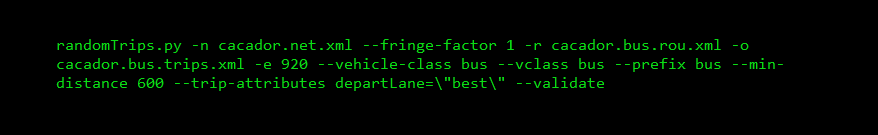 randomTrips.py -n cacador.net.xml --fringe-factor 1 -r cacador.bus.rou.xml -o
cacador.bus.trips.xml -e 920 --vehicle-class bus --vclass bus --prefix bus --min-
distance 600 --trip-attributes departLane=\"best\" --validate